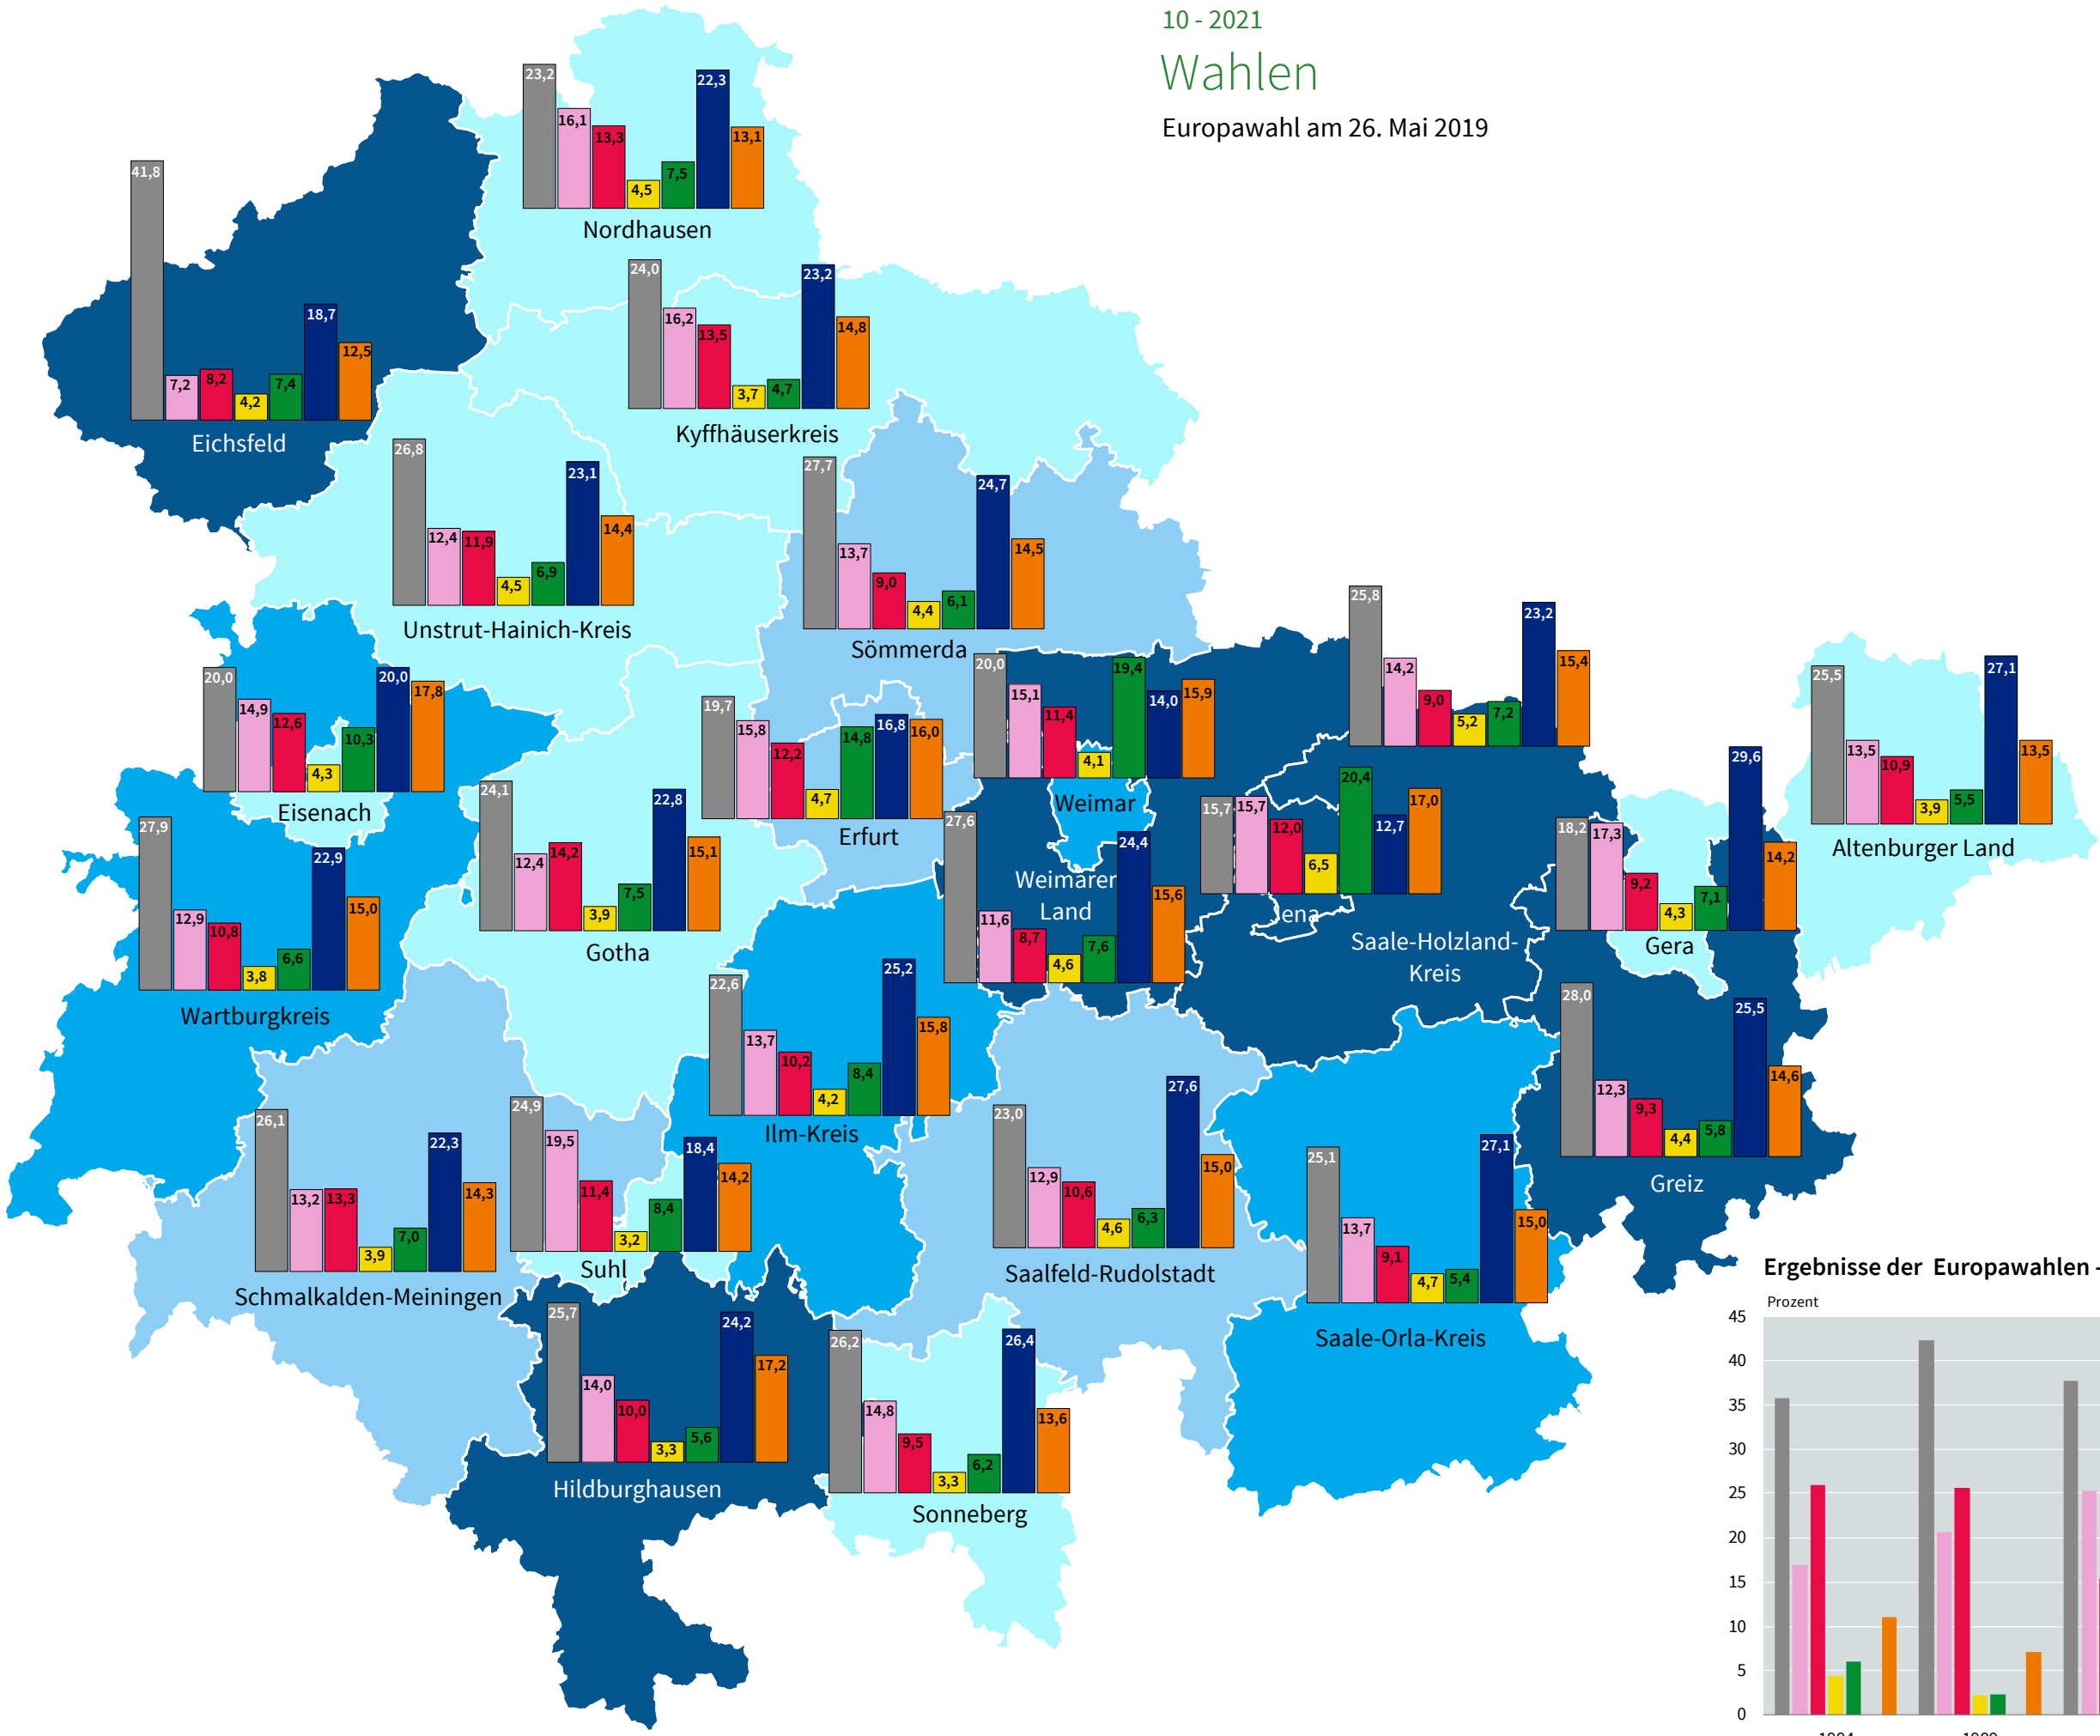 10 - 2021
Wahlen
Europawahl am 26. Mai 2019
23,2 16,1 13,3 4,5 7,5 22,3 13,1
Nordhausen
41,8 7,2 8,2 4,2 7,4 18,7 12,5
Eichsfeld
24,0 16,2 13,5 3,7 4,7 23,2 14,8
Kyffhäuserkreis
26,8 12,4 11,9 4,5 6,9 23,1 14,4
Unstrut-Hainich-Kreis
27,7 13,7 9,0 4,4 6,1 24,7 14,5
Sömmerda
20,0 14,9 12,6 4,3 10,3 20,0 17,8
Eisenach
19,7 15,8 12,2 4,7 14,8 16,8 16,0
Erfurt
20,0 15,1 11,4 4,1 19,4 14,0 15,9
Weimar
25,8 14,2 9,0 5,2 7,2 23,2 15,4
Saale-Holzland-
Kreis
25,5 13,5 10,9 3,9 5,5 27,1 13,5
Altenburger Land
27,9 12,9 10,8 3,8 6,6 22,9 15,0
Wartburgkreis
24,1 12,4 14,2 3,9 7,5 22,8 15,1
Gotha
27,6 11,6 8,7 4,6 7,6 24,4 15,6
Weimarer
Land
15,7 15,7 12,0 6,5 20,4 12,7 17,0
Jena
18,2 17,3 9,2 4,3 7,1 29,6 14,2
Gera
22,6 13,7 10,2 4,2 8,4 25,2 15,8
Ilm-Kreis
28,0 12,3 9,3 4,4 5,8 25,5 14,6
Greiz
26,1 13,2 13,3 3,9 7,0 22,3 14,3
Schmalkalden-Meiningen
24,9 19,5 11,4 3,2 8,4 18,4 14,2
Suhl
23,0 12,9 10,6 4,6 6,3 27,6 15,0
Saalfeld-Rudolstadt
25,1 13,7 9,1 4,7 5,4 27,1 15,0
Saale-Orla-Kreis
25,7 14,0 10,0 3,3 5,6 24,2 17,2
Hildburghausen
26,2 14,8 9,5 3,3 6,2 26,4 13,6
Sonneberg
Ergebnisse der Europawahlen -
Prozent
45
40
35
30
25
20
15
10
5
0